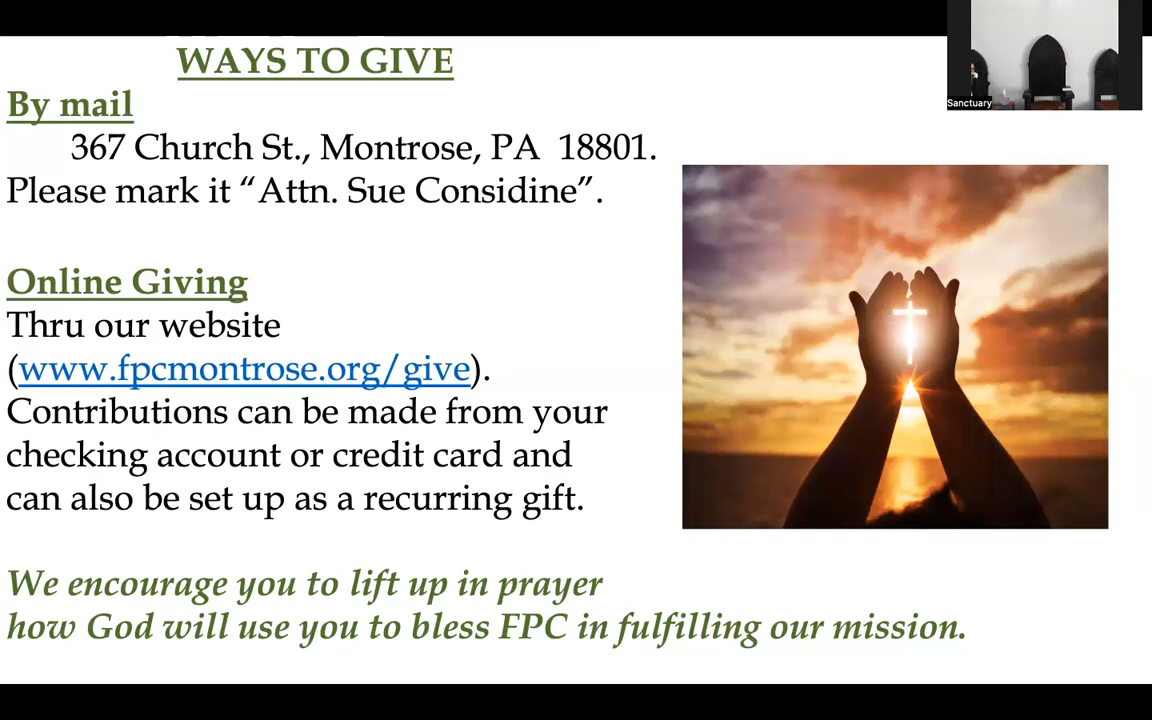 WAYS TO GIVE
By mail
367 Church St., Montrose, PA 18801.
Please mark it “Attn. Sue Considine”.
Online Giving
Thru our website
(www.fpcmontrose.org/give).
Contributions can be made from your
checking account or credit card and
can also be set up as a recurring gift.
We encourage you to lift up in prayer
how God will use you to bless FPC in fulfilling our mission.
Sanctuary